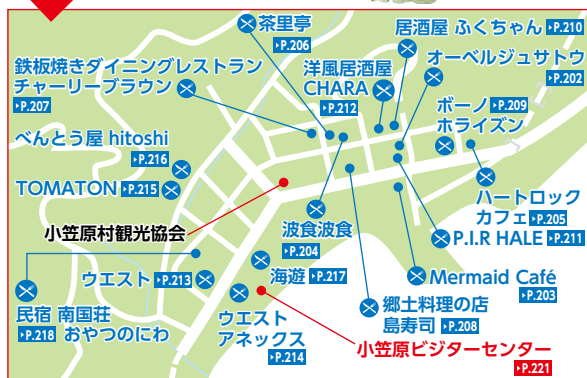 茶里亭
▶P.206
居酒屋 ふくちゃん ▶P.210
オーベルジュサトウ
▶P.202
鉄板焼きダイニングレストラン
チャーリーブラウン
▶P.207
洋風居酒屋
CHARA
▶P.212
ボーノ ▶P.209
ホライズン
べんとう屋 hitoshi
▶P.216
TOMATON ▶P.215
小笠原村観光協会
波食波食
▶P.204
ハートロック
カフェ ▶P.205
P.I.R HALE ▶P.211
ウエスト ▶P.213
海遊 ▶P.217
Mermaid Café
▶P.203
民宿 南国荘
▶P.218 おやつのにわ
ウエスト
アネックス
▶P.214
郷土料理の店
島寿司 ▶P.208
小笠原ビジターセンター
▶P.221